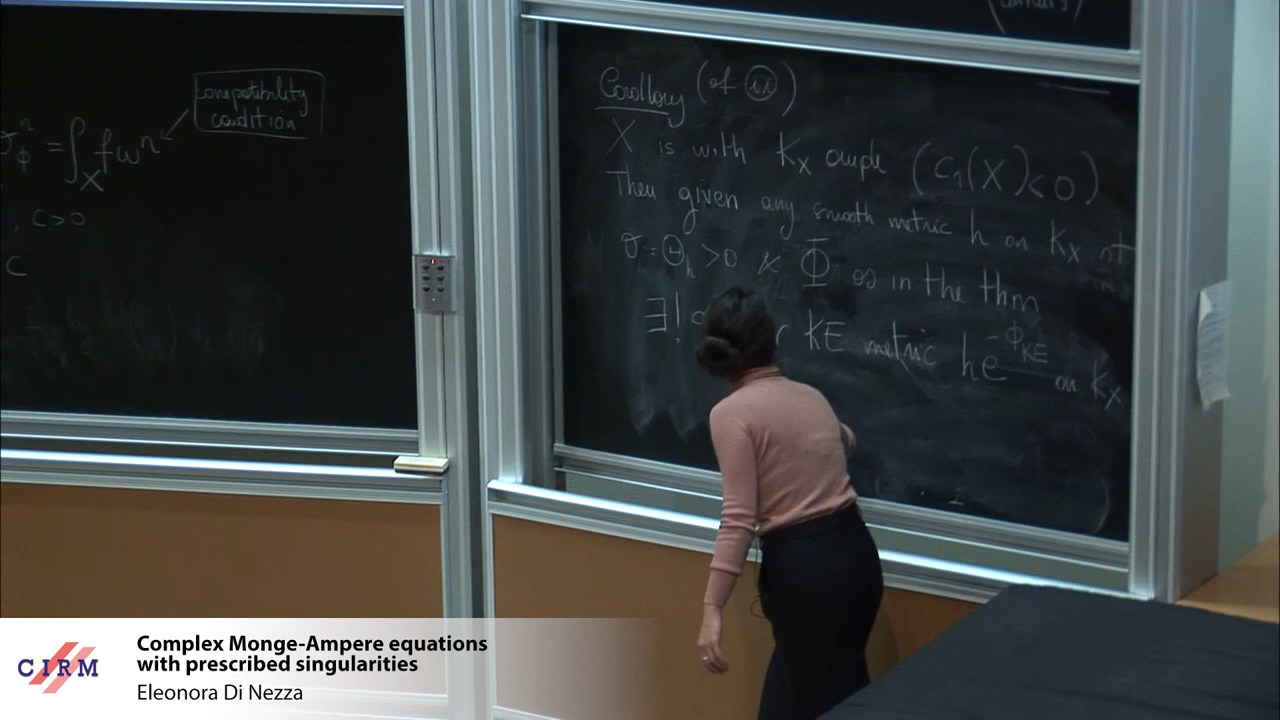 compatibility
condition
σ_ϕ^n = ∫_X f ω^n
, c>0
C
Corollary (of iii)
X is with K_X ample (C_1(X)<0)
Then given any smooth metric h on K_X st
σ = Θ_h > 0 & Φ as in the thm
∃! KE metric he^{-ϕ_KE} on K_X
CIRM
Complex Monge-Ampere equations
with prescribed singularities
Eleonora Di Nezza